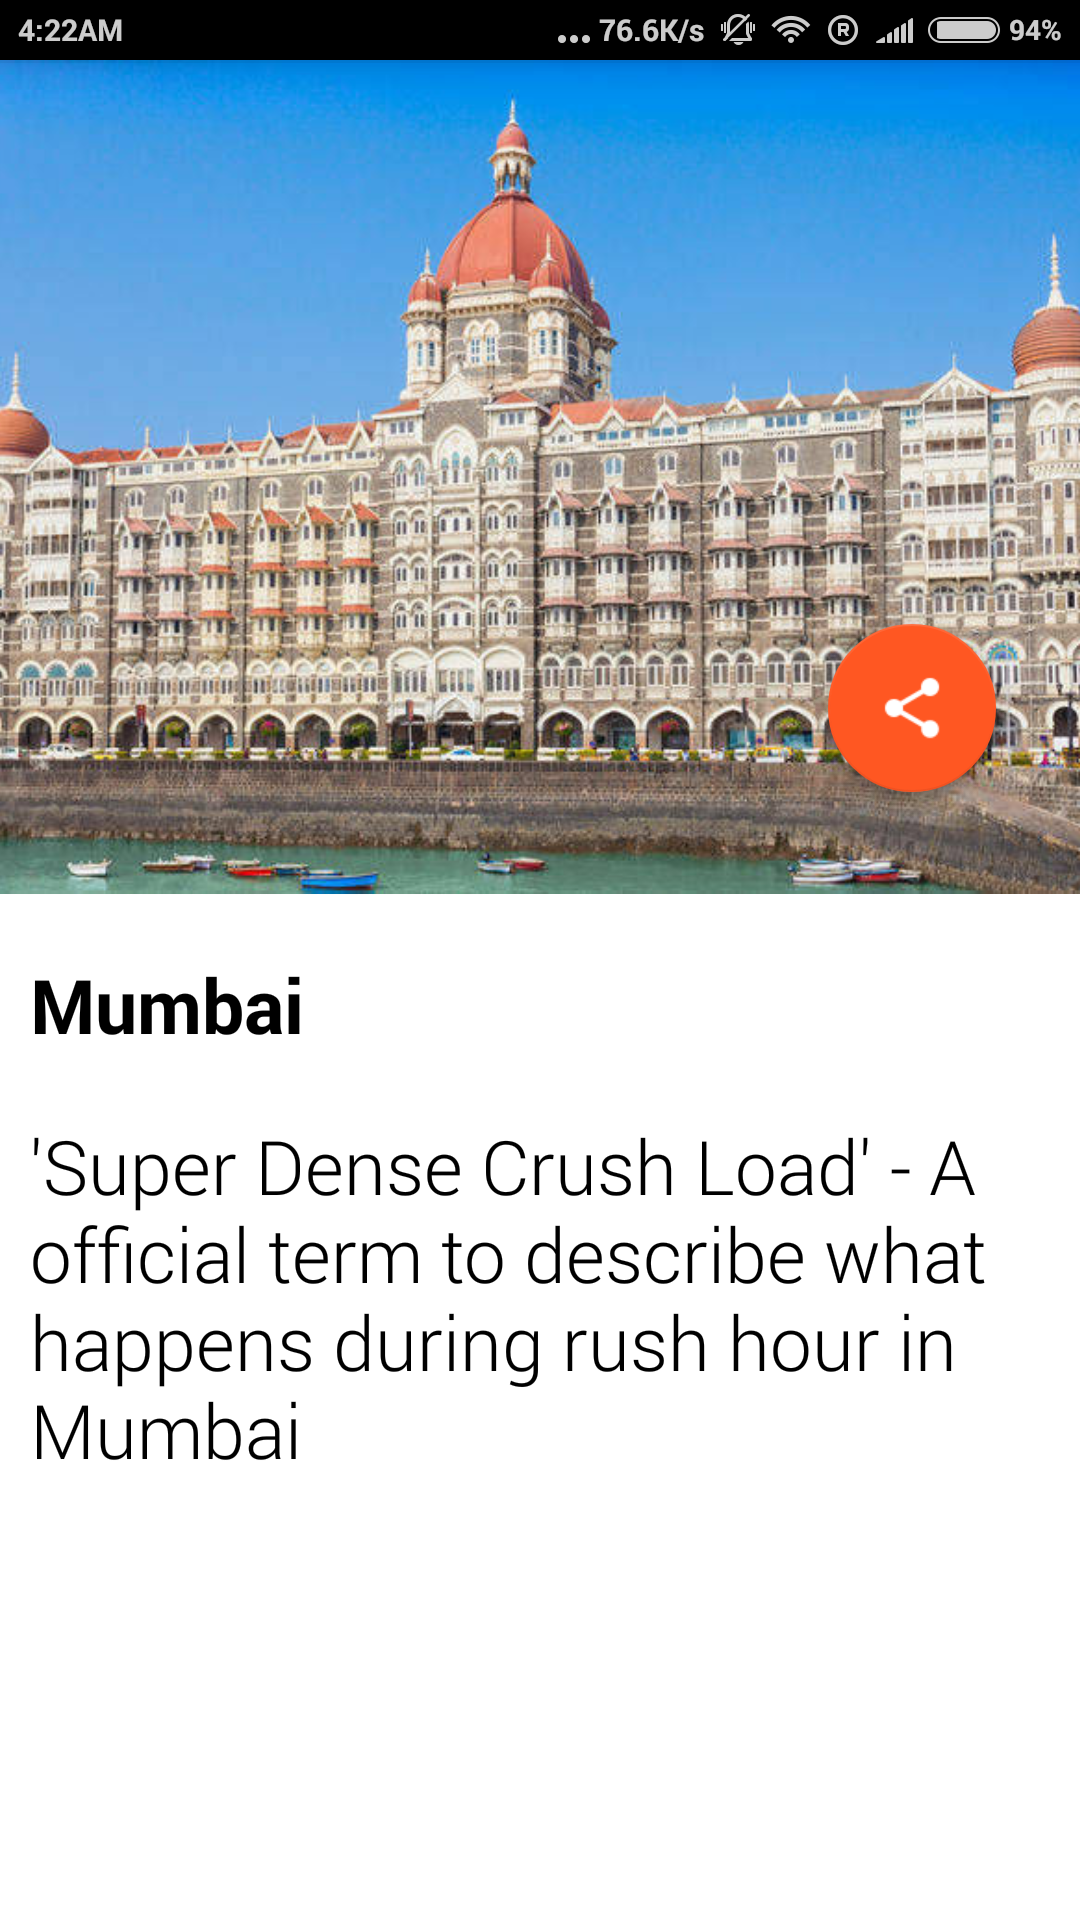 4:22AM ... 76.6K/s R 94%
Mumbai
'Super Dense Crush Load' - A
official term to describe what
happens during rush hour in
Mumbai